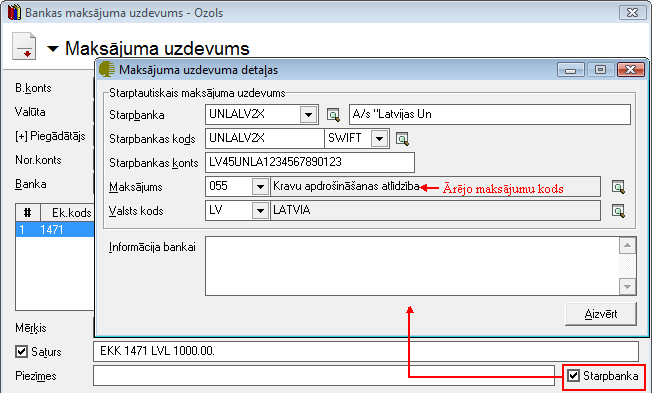 Bankas maksājuma uzdevums - Ozols
Maksājuma uzdevums
B.konts
Valūta
[+] Piegādātājs
Nor.konts
Banka
# Ek.kods
1 1471
Maksājuma uzdevuma detaļas
Starptautiskais maksājuma uzdevums
Starpbanka UNLALV2X A/s "Latvijas Un
Starpbankas kods UNLALV2X SWIFT
Starpbankas konts LV45UNLA1234567890123
Maksājums 055 Kravu apdrošināšanas atlīdzība Ārējo maksājumu kods
Valsts kods LV LATVIA
Informācija bankai
Aizvērt
Mērķis
Saturs EKK 1471 LVL 1000.00.
Piezīmes Starpbanka